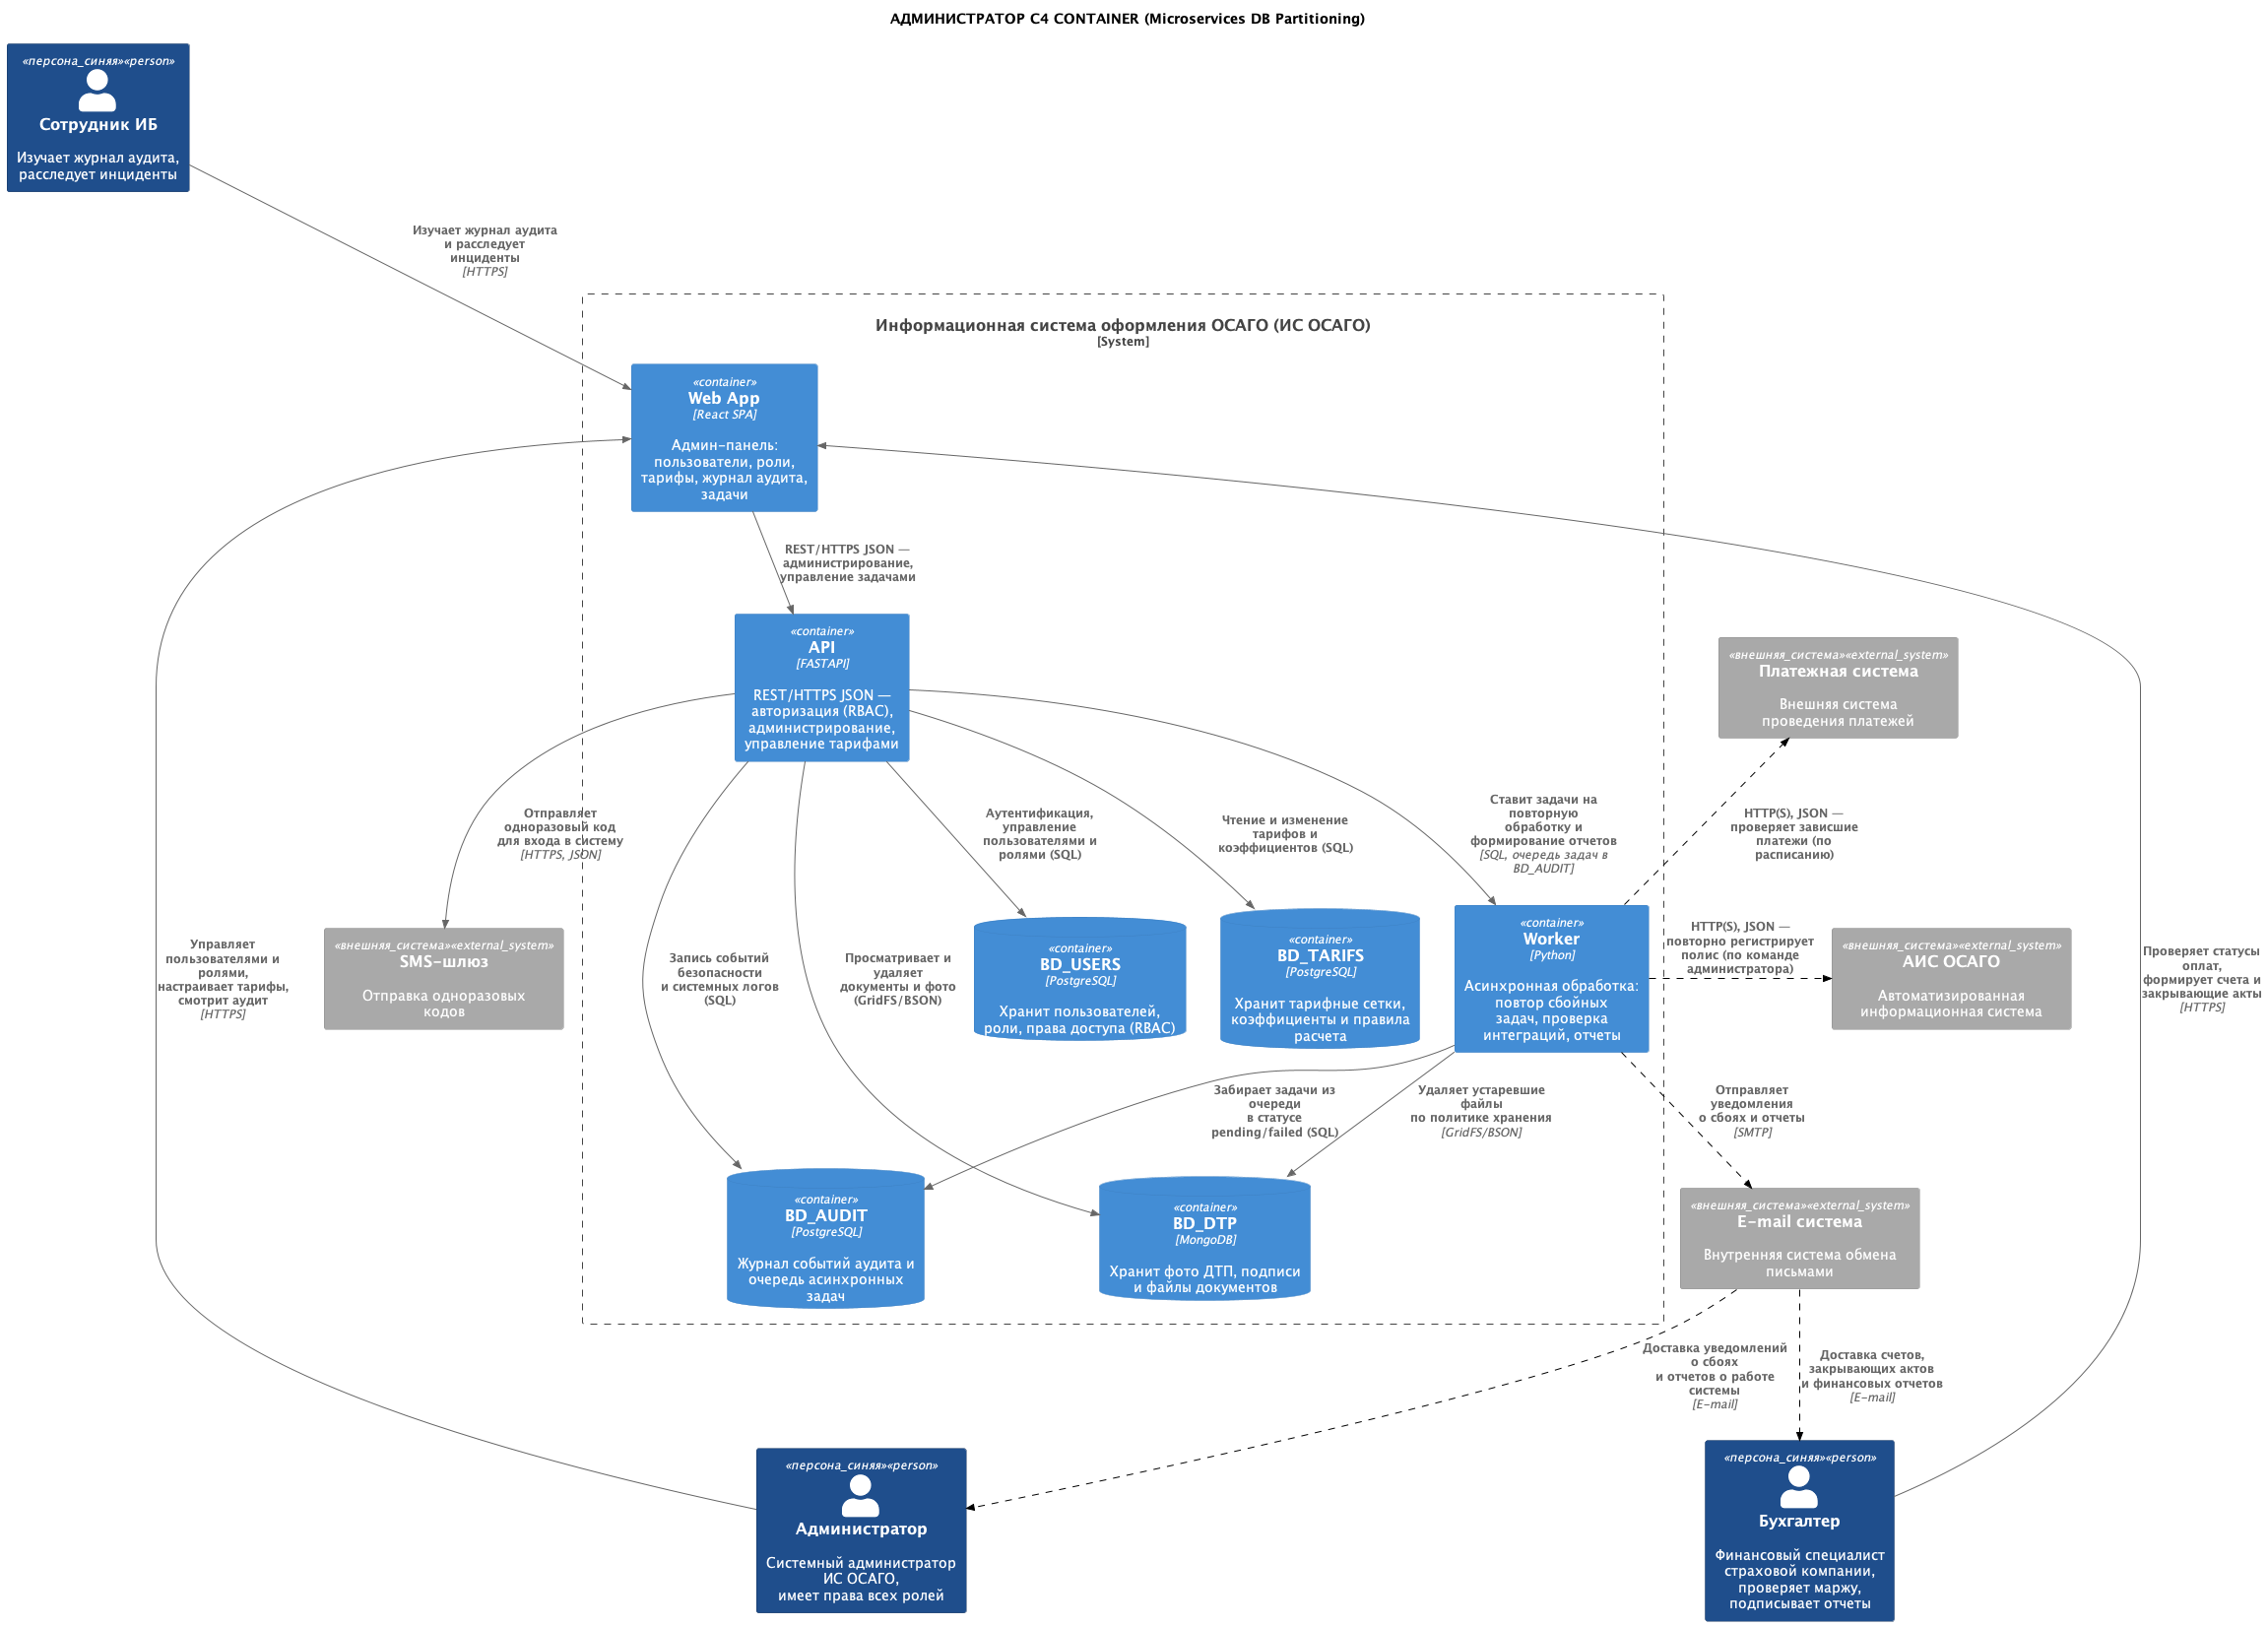 АДМИНИСТРАТОР C4 CONTAINER (Microservices DB Partitioning)
«персона_синяя»«person»
Сотрудник ИБ
Изучает журнал аудита,
расследует инциденты
Изучает журнал аудита
и расследует
инциденты
[HTTPS]
Информационная система оформления ОСАГО (ИС ОСАГО)
[System]
«container»
Web App
[React SPA]
Админ-панель:
пользователи, роли,
тарифы, журнал аудита,
задачи
REST/HTTPS JSON —
администрирование,
управление задачами
«container»
API
[FASTAPI]
REST/HTTPS JSON —
авторизация (RBAC),
администрирование,
управление тарифами
«внешняя_система»«external_system»
Платежная система
Внешняя система
проведения платежей
Отправляет
одноразовый код
для входа в систему
[HTTPS, JSON]
Аутентификация,
управление
пользователями и
ролями (SQL)
Чтение и изменение
тарифов и
коэффициентов (SQL)
Ставит задачи на
повторную
обработку и
формирование отчетов
[SQL, очередь задач в
BD_AUDIT]
HTTP(S), JSON —
проверяет зависшие
платежи (по
расписанию)
Управляет
пользователями и
ролями,
настраивает тарифы,
смотрит аудит
[HTTPS]
«внешняя_система»«external_system»
SMS-шлюз
Отправка одноразовых
кодов
Запись событий
безопасности
и системных логов
(SQL)
Просматривает и
удаляет
документы и фото
(GridFS/BSON)
«container»
BD_USERS
[PostgreSQL]
Хранит пользователей,
роли, права доступа (RBAC)
«container»
BD_TARIFS
[PostgreSQL]
Хранит тарифные сетки,
коэффициенты и правила
расчета
«container»
Worker
[Python]
Асинхронная обработка:
повтор сбойных
задач, проверка
интеграций, отчеты
HTTP(S), JSON —
повторно регистрирует
полис (по команде
администратора)
«внешняя_система»«external_system»
АИС ОСАГО
Автоматизированная
информационная система
Проверяет статусы
оплат,
формирует счета и
закрывающие акты
[HTTPS]
Забирает задачи из
очереди
в статусе
pending/failed (SQL)
Удаляет устаревшие
файлы
по политике хранения
[GridFS/BSON]
Отправляет
уведомления
о сбоях и отчеты
[SMTP]
«container»
BD_AUDIT
[PostgreSQL]
Журнал событий аудита и
очередь асинхронных
задач
«container»
BD_DTP
[MongoDB]
Хранит фото ДТП, подписи
и файлы документов
«внешняя_система»«external_system»
E-mail система
Внутренняя система обмена
письмами
Доставка уведомлений
о сбоях
и отчетов о работе
системы
[E-mail]
Доставка счетов,
закрывающих актов
и финансовых отчетов
[E-mail]
«персона_синяя»«person»
Администратор
Системный администратор
ИС ОСАГО,
имеет права всех ролей
«персона_синяя»«person»
Бухгалтер
Финансовый специалист
страховой компании,
проверяет маржу,
подписывает отчеты